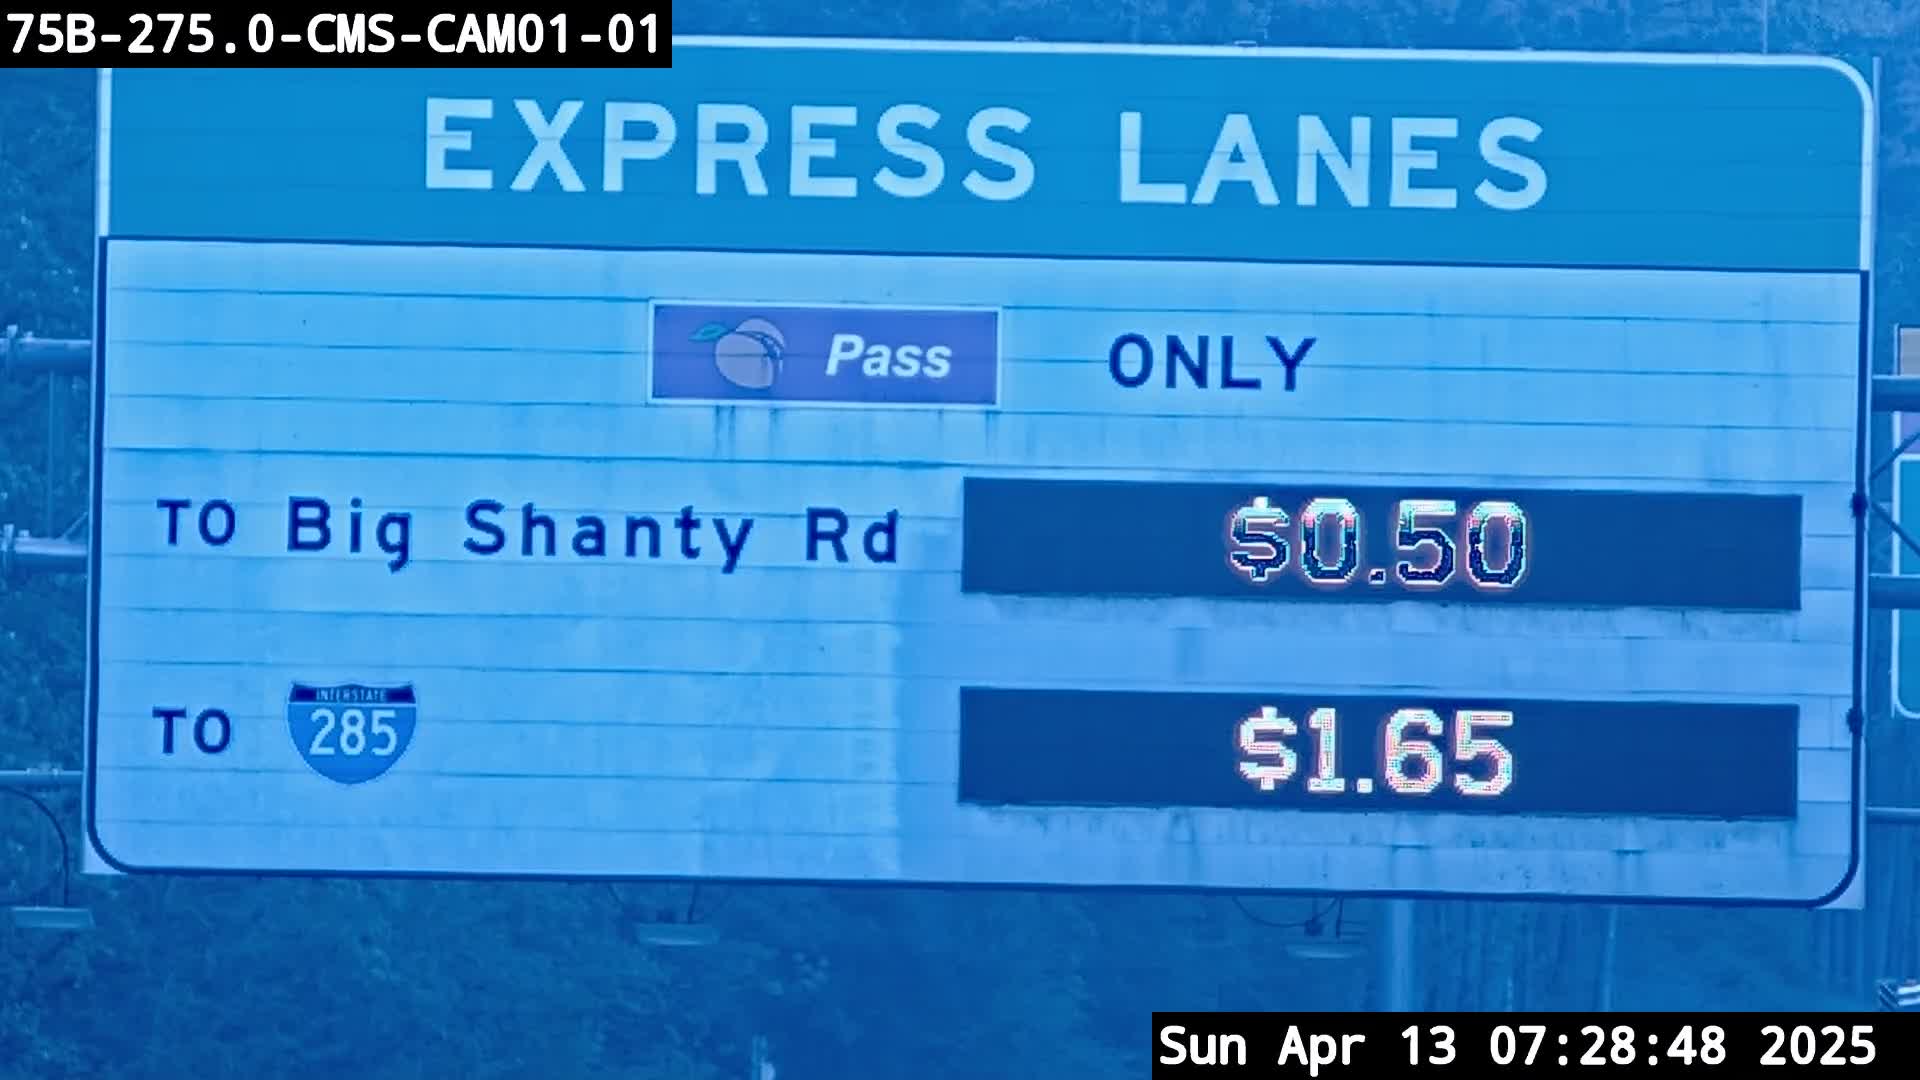 75B-275.0-CMS-CAM01-01
EXPRESS LANES
Pass ONLY
TO Big Shanty Rd $0.50
INTERSTATE
TO 285 $1.65
Sun Apr 13 07:28:48 2025